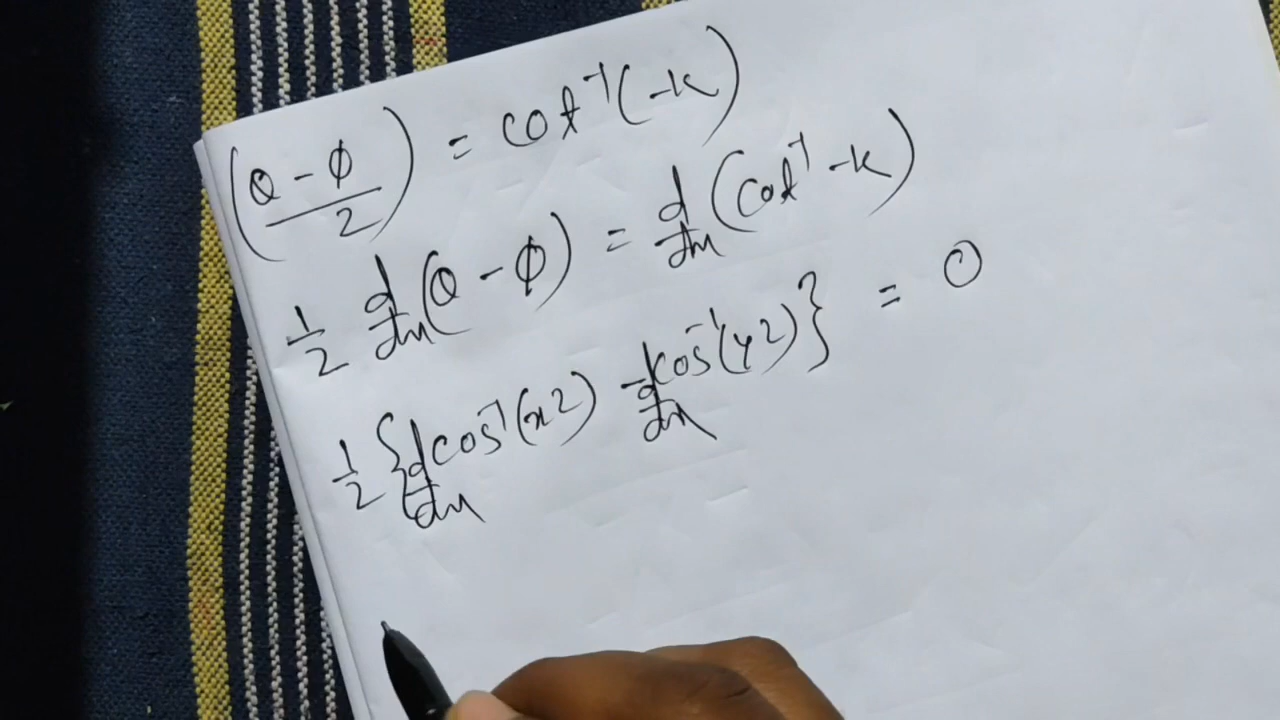 (θ - ϕ / 2) = cot⁻¹(-k)
1/2 d/dx (θ - ϕ) = d/dx (cot⁻¹ -k)
1/2 { d/dx cos⁻¹(x2) - d/dx cos⁻¹(y2) } = 0